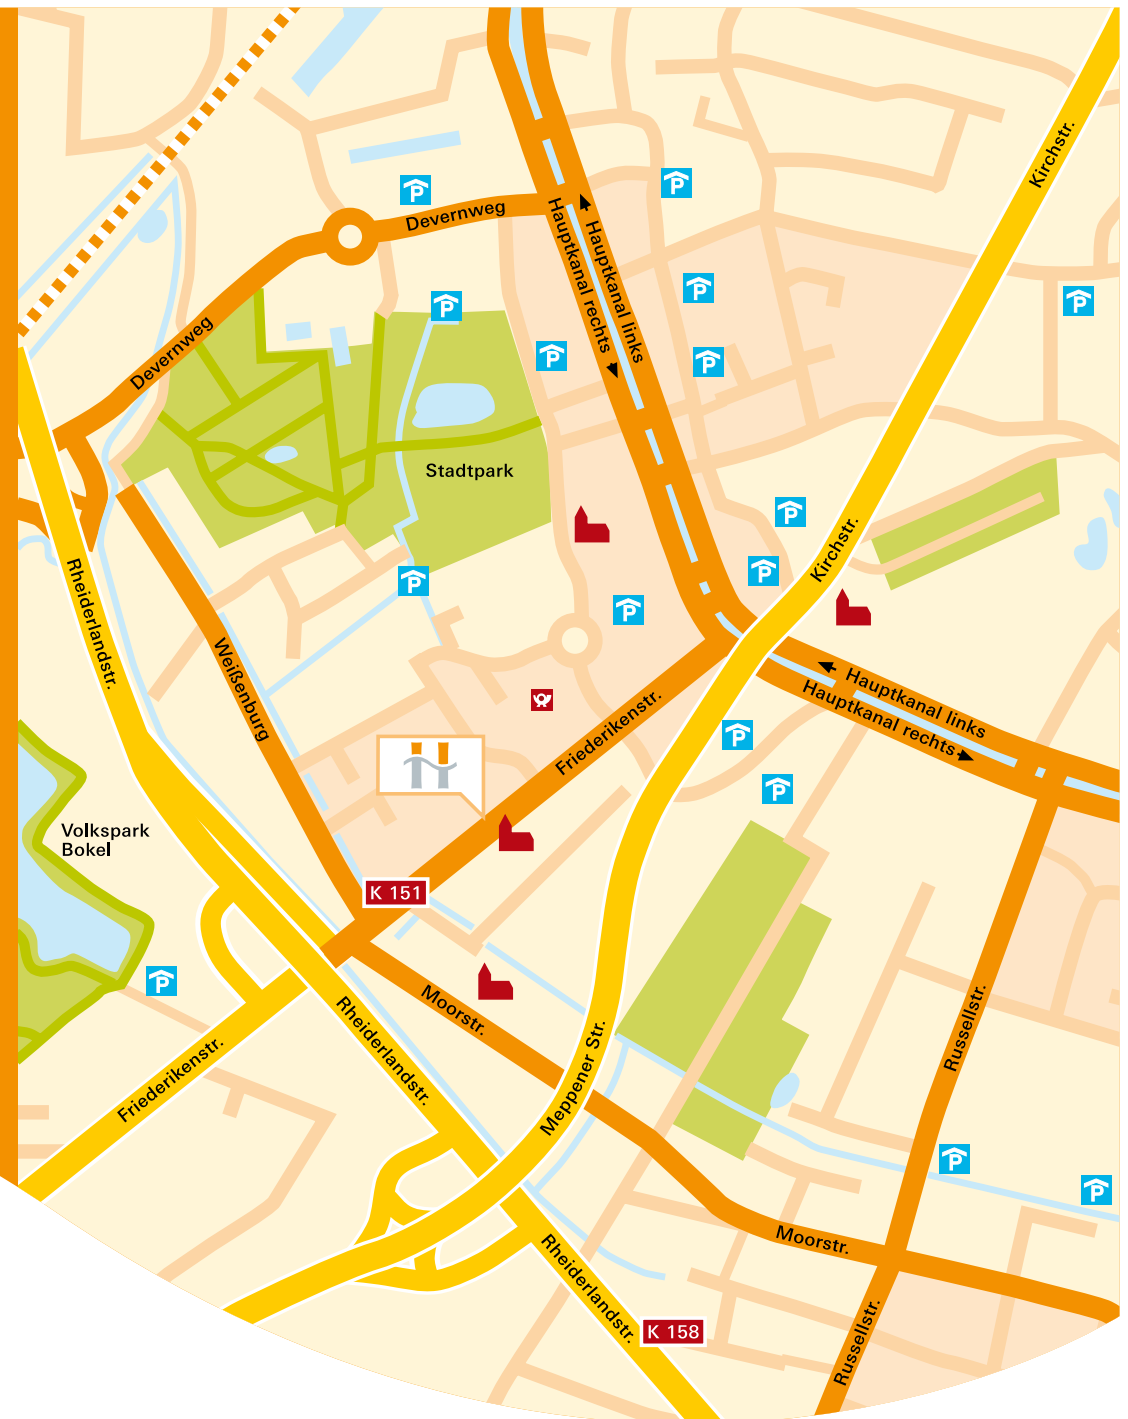 Kirchstr.
P
P
Devernweg
Hauptkanal rechts
Hauptkanal links
P
P
P
Devernweg
P
P
Stadtpark
P
Kirchstr.
P
P
P
Rheiderlandstr.
Weißenburg
Hauptkanal links
Hauptkanal rechts
Friederikenstr.
P
P
Volkspark
Bokel
K 151
P
Moorstr.
Rheiderlandstr.
Russellstr.
Friederikenstr.
Meppener Str.
P
P
Moorstr.
Rheiderlandstr.
K 158
Russellstr.